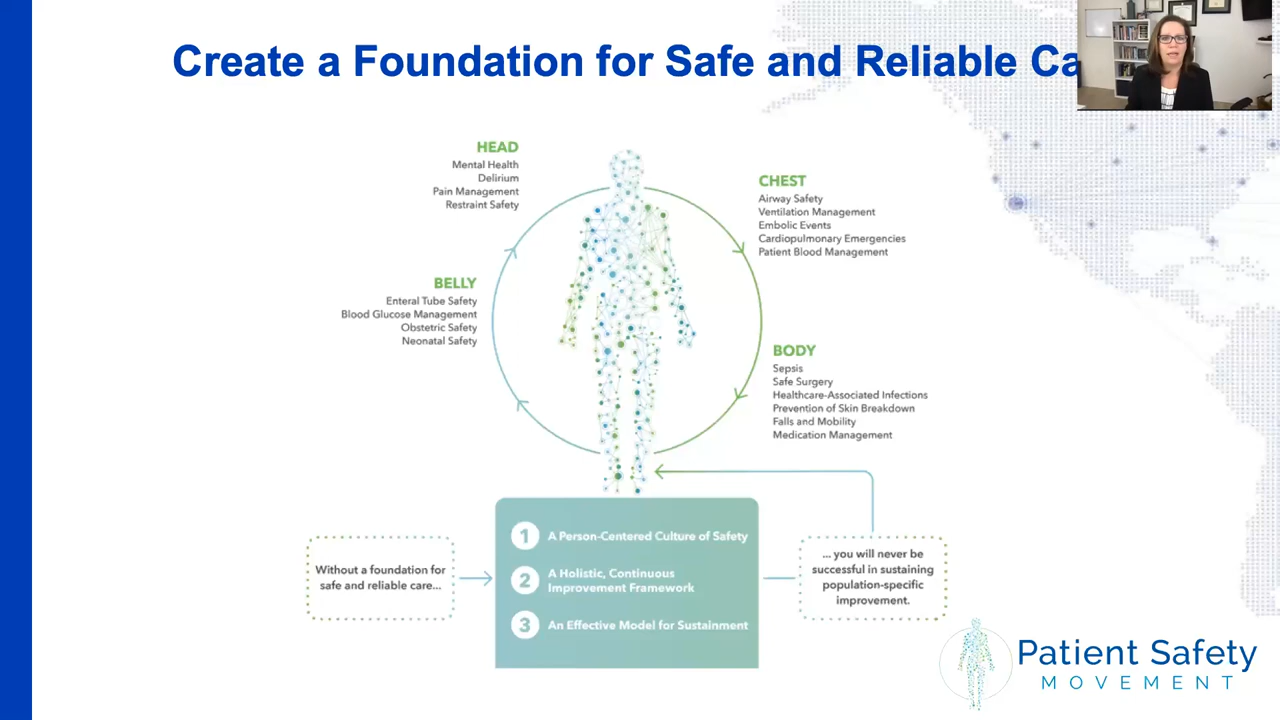 Create a Foundation for Safe and Reliable Ca
HEAD
Mental Health
Delirium
Pain Management
Restraint Safety
CHEST
Airway Safety
Ventilation Management
Embolic Events
Cardiopulmonary Emergencies
Patient Blood Management
BELLY
Enteral Tube Safety
Blood Glucose Management
Obstetric Safety
Neonatal Safety
BODY
Sepsis
Safe Surgery
Healthcare-Associated Infections
Prevention of Skin Breakdown
Falls and Mobility
Medication Management
Without a foundation for
safe and reliable care...
1 A Person-Centered Culture of Safety
2 A Holistic, Continuous
Improvement Framework
3 An Effective Model for Sustainment
... you will never be
successful in sustaining
population-specific
improvement.
Patient Safety
MOVEMENT